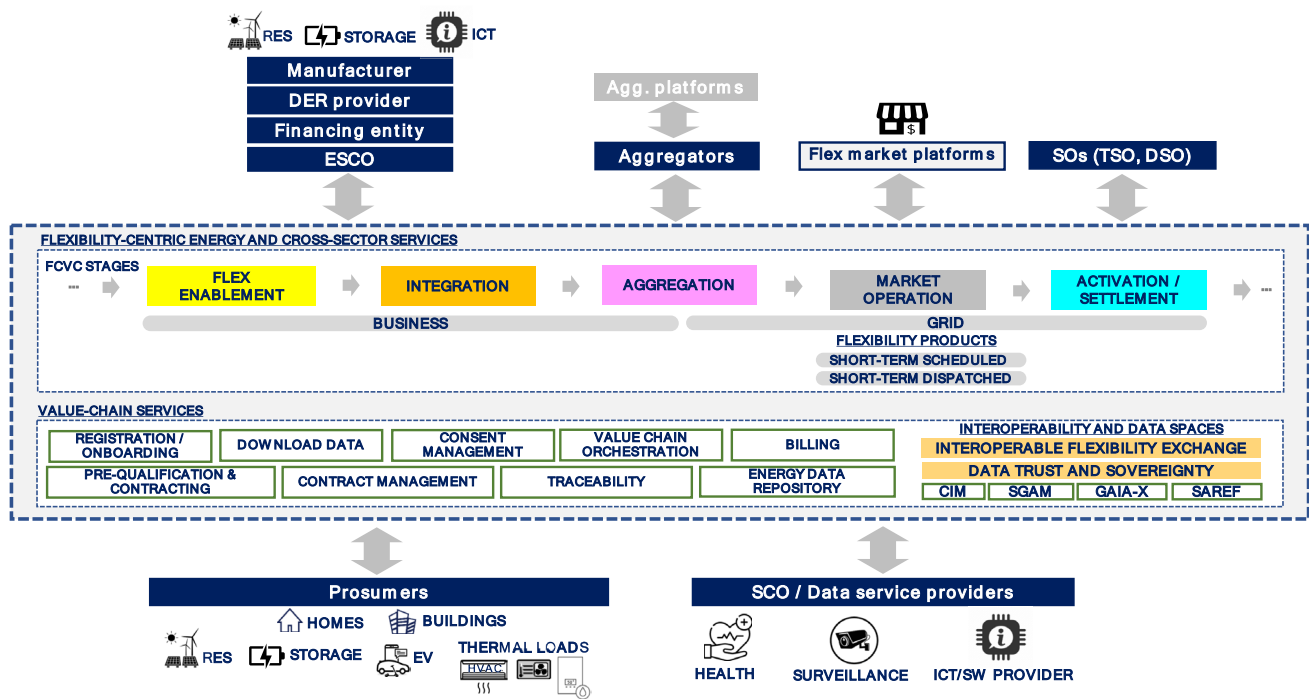 RES
STORAGE
ICT
Manufacturer
DER provider
Financing entity
ESCO
Agg. platforms
Aggregators
$
Flex market platforms
SOs (TSO, DSO)
FLEXIBILITY-CENTRIC ENERGY AND CROSS-SECTOR SERVICES
FCVC STAGES
...
FLEX
ENABLEMENT
INTEGRATION
AGGREGATION
MARKET
OPERATION
ACTIVATION /
SETTLEMENT
...
BUSINESS
GRID
FLEXIBILITY PRODUCTS
SHORT-TERM SCHEDULED
SHORT-TERM DISPATCHED
VALUE-CHAIN SERVICES
REGISTRATION /
ONBOARDING
DOWNLOAD DATA
CONSENT
MANAGEMENT
VALUE CHAIN
ORCHESTRATION
BILLING
PRE-QUALIFICATION &
CONTRACTING
CONTRACT MANAGEMENT
TRACEABILITY
ENERGY DATA
REPOSITORY
INTEROPERABILITY AND DATA SPACES
INTEROPERABLE FLEXIBILITY EXCHANGE
DATA TRUST AND SOVEREIGNTY
CIM
SGAM
GAIA-X
SAREF
Prosumers
HOMES
BUILDINGS
RES
STORAGE
EV
THERMAL LOADS
HVAC
SCO / Data service providers
HEALTH
SURVEILLANCE
ICT/SW PROVIDER